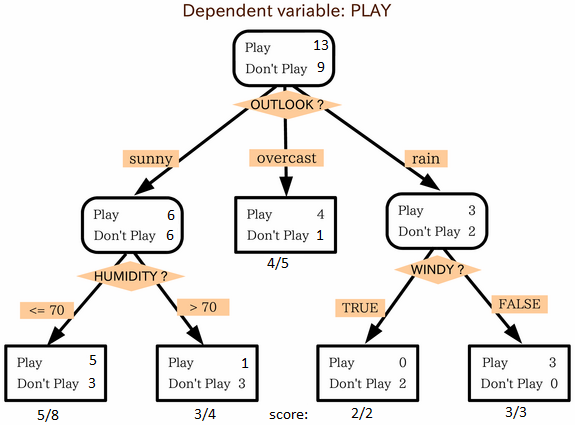 Dependent variable: PLAY
Play 13
Don't Play 9
OUTLOOK ?
sunny
overcast
rain
Play 6
Don't Play 6
Play 4
Don't Play 1
Play 3
Don't Play 2
4/5
HUMIDITY ?
WINDY ?
<= 70
> 70
TRUE
FALSE
Play 5
Don't Play 3
Play 1
Don't Play 3
Play 0
Don't Play 2
Play 3
Don't Play 0
5/8
3/4
score:
2/2
3/3